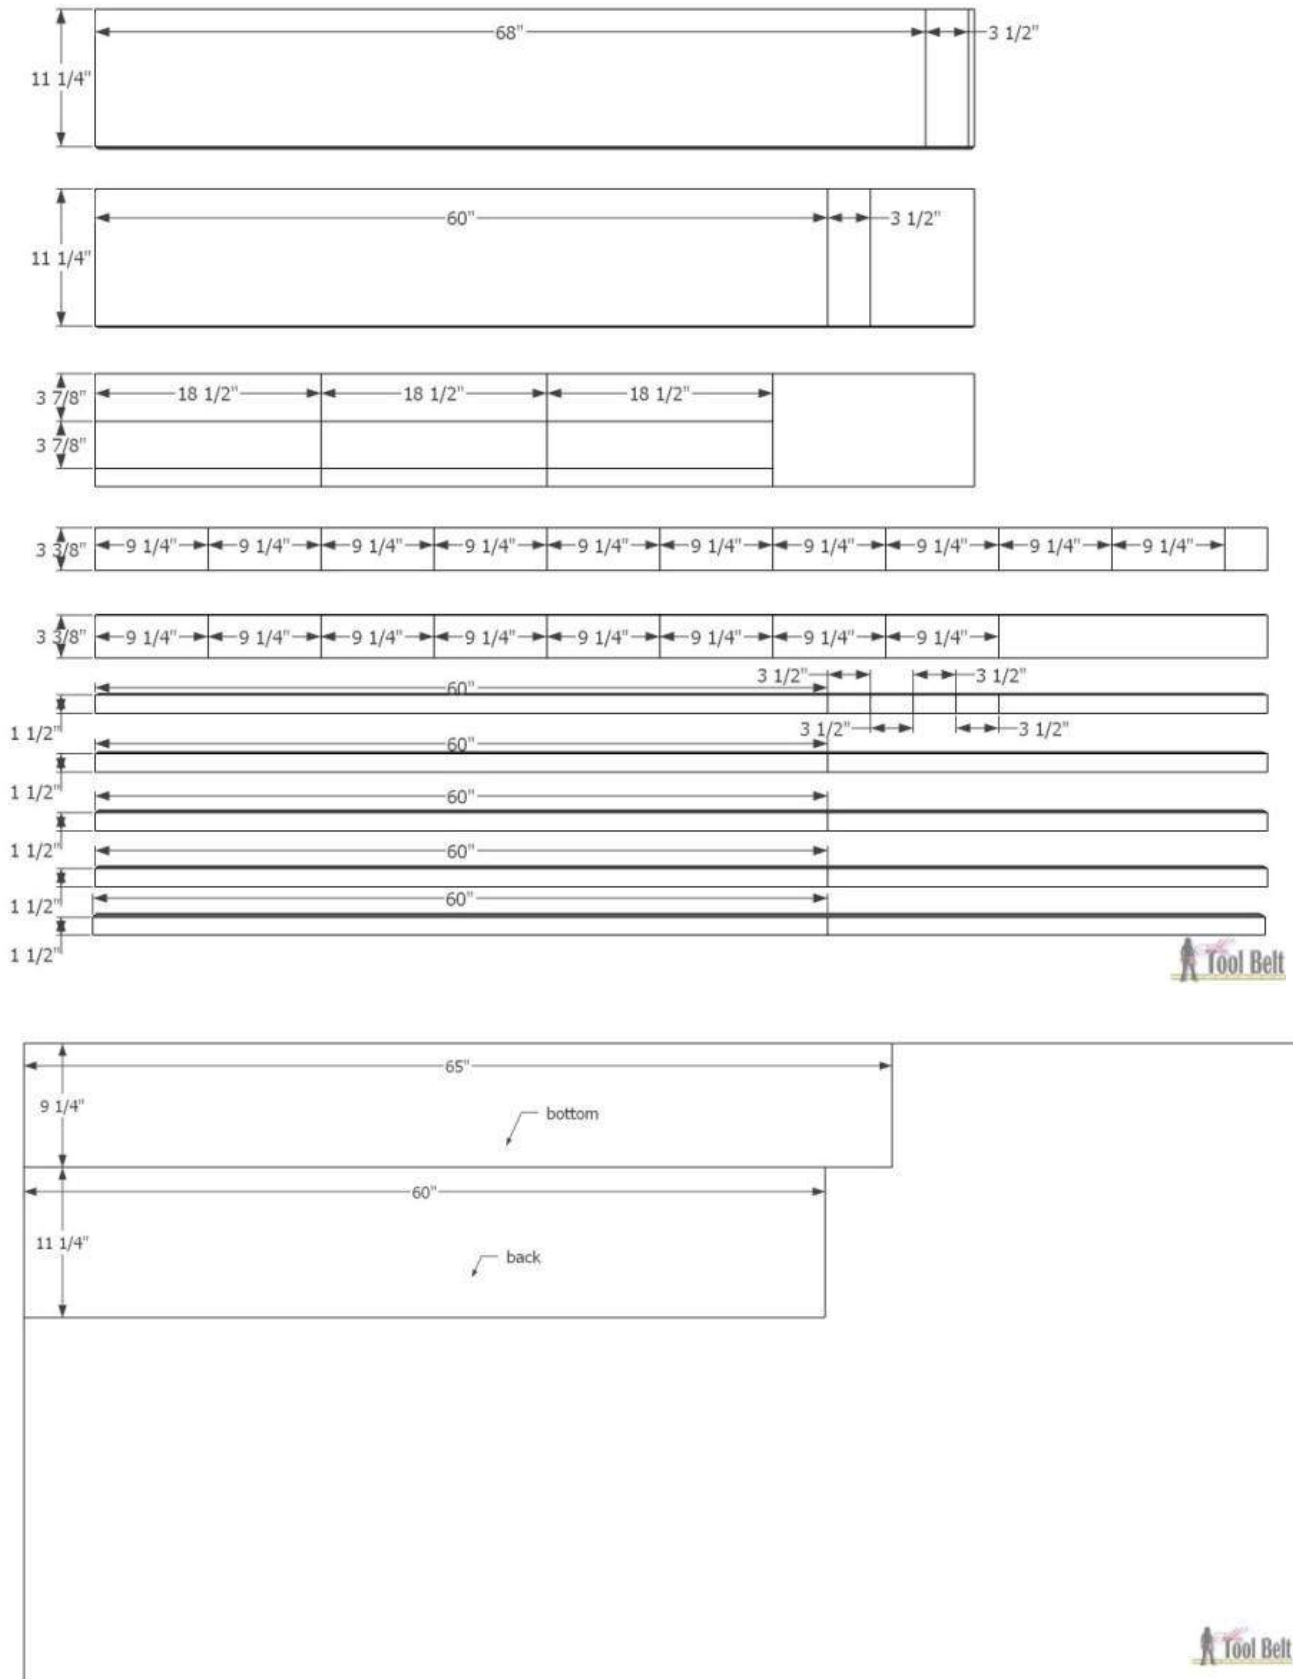 68"
3 1/2"
11 1/4"
60"
3 1/2"
11 1/4"
3 7/8" 18 1/2" 18 1/2" 18 1/2"
3 7/8"
3 3/8" 9 1/4" 9 1/4" 9 1/4" 9 1/4" 9 1/4" 9 1/4" 9 1/4" 9 1/4" 9 1/4" 9 1/4"
3 3/8" 9 1/4" 9 1/4" 9 1/4" 9 1/4" 9 1/4" 9 1/4" 9 1/4" 9 1/4"
3 1/2" 3 1/2"
60"
1 1/2" 3 1/2" 3 1/2"
60"
1 1/2"
60"
1 1/2"
60"
1 1/2"
60"
1 1/2"
Tool Belt
65"
9 1/4"
bottom
60"
11 1/4"
back
Tool Belt